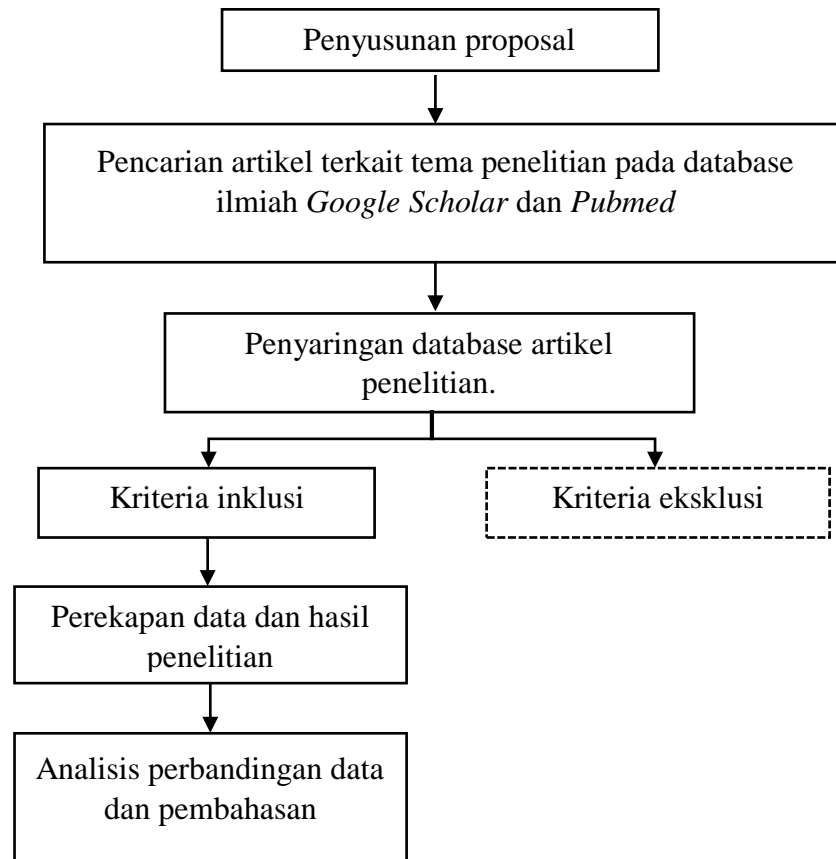 Penyusunan proposal
Pencarian artikel terkait tema penelitian pada database
ilmiah Google Scholar dan Pubmed
Penyaringan database artikel
penelitian.
Kriteria inklusi
Kriteria eksklusi
Perekapan data dan hasil
penelitian
Analisis perbandingan data
dan pembahasan